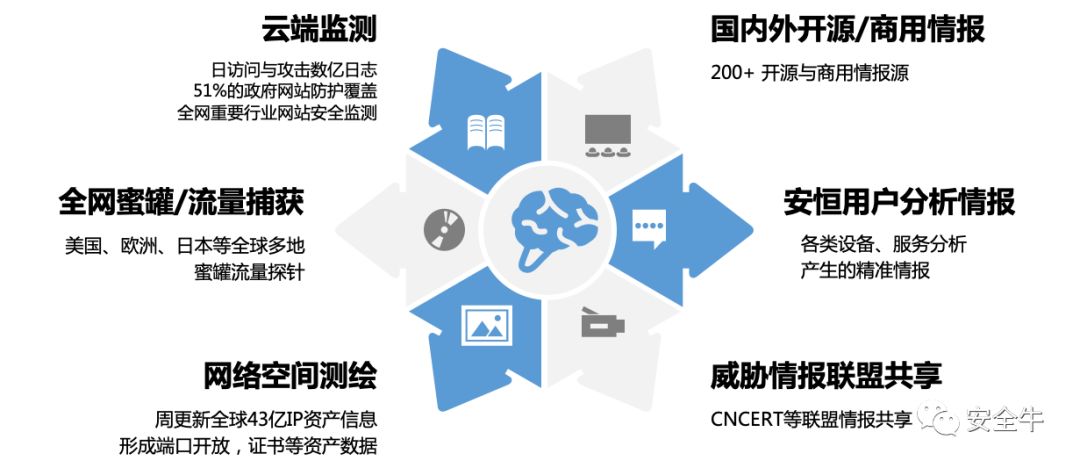 云端监测
日访问与攻击数亿日志
51%的政府网站防护覆盖
全网重要行业网站安全监测
国内外开源/商用情报
200+ 开源与商用情报源
全网蜜罐/流量捕获
美国、欧洲、日本等全球多地
蜜罐流量探针
安恒用户分析情报
各类设备、服务分析
产生的精准情报
网络空间测绘
周更新全球43亿IP资产信息
形成端口开放，证书等资产数据
威胁情报联盟共享
CNCERT等联盟情报共享
安全牛